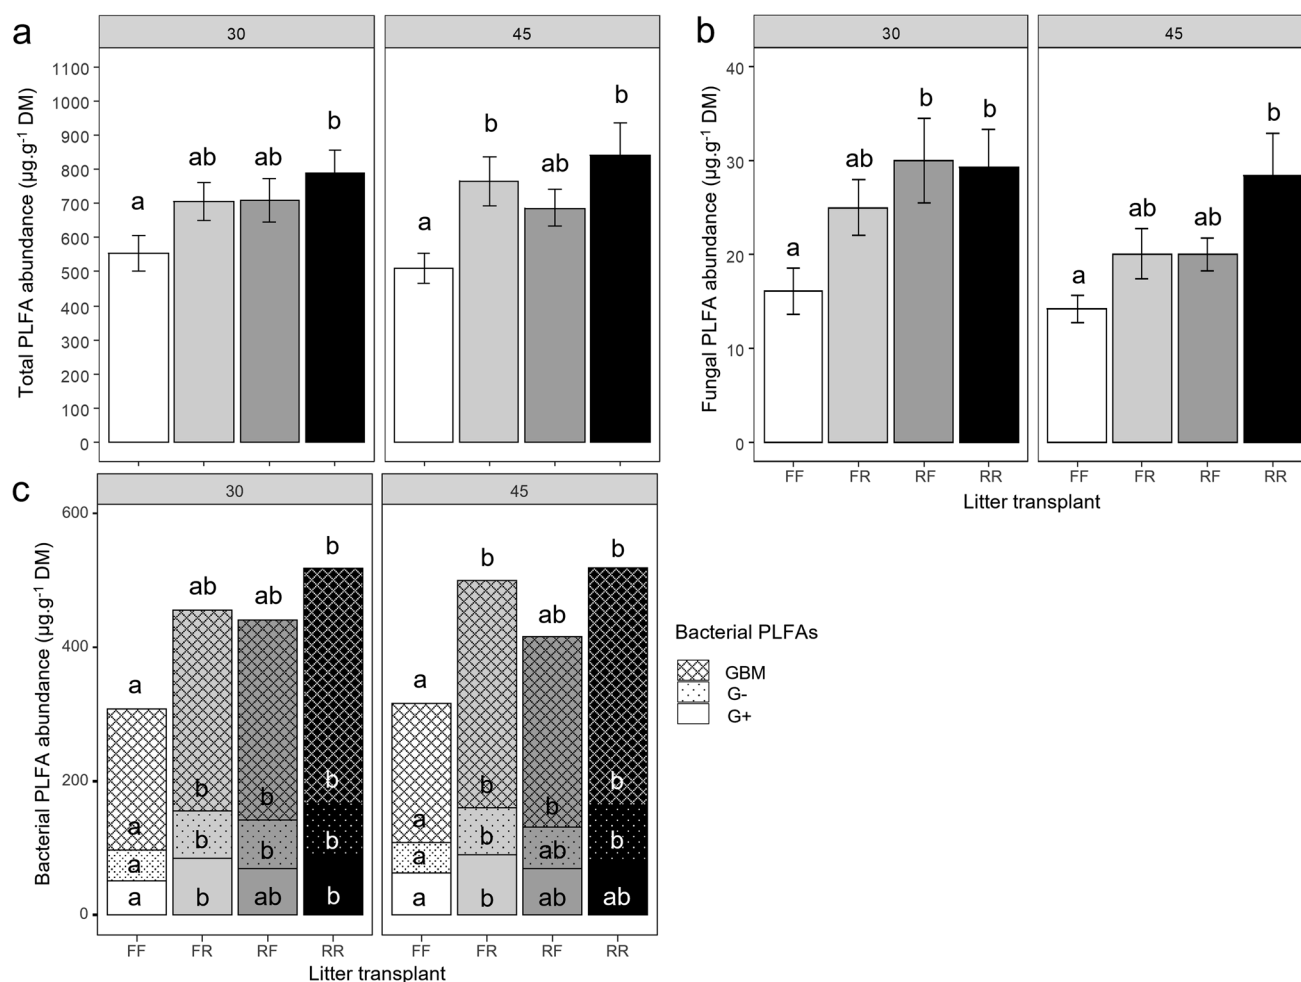 a
30
45
Total PLFA abundance (µg.g⁻¹ DM)
1100
1000
900
800
700
600
500
400
300
200
100
0
a
ab
ab
b
a
b
ab
b
b
30
45
Fungal PLFA abundance (µg.g⁻¹ DM)
40
30
20
10
0
a
ab
b
b
a
ab
ab
b
FF
FR
RF
RR
FF
FR
RF
RR
Litter transplant
c
30
45
Bacterial PLFA abundance (µg.g⁻¹ DM)
600
400
200
0
a
ab
ab
b
a
b
ab
b
a
b
b
b
a
b
b
b
a
b
b
b
a
b
ab
b
a
b
ab
b
a
b
ab
ab
FF
FR
RF
RR
FF
FR
RF
RR
Litter transplant
Bacterial PLFAs
GBM
G-
G+